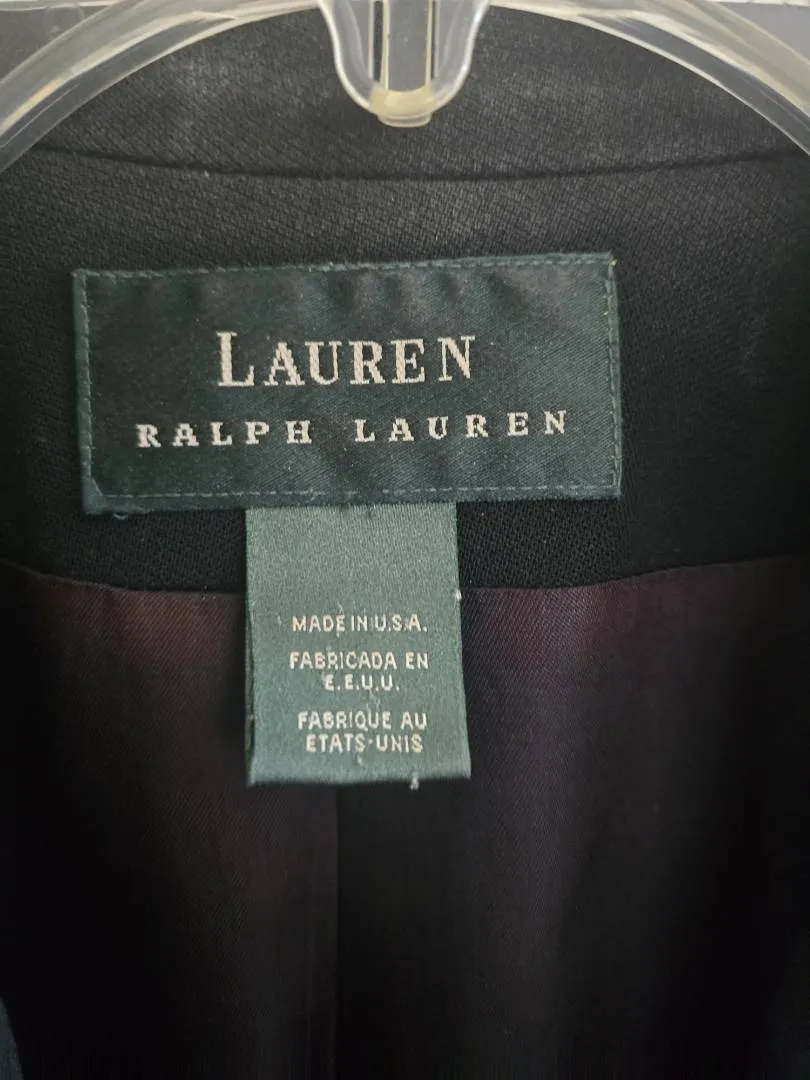 LAUREN
RALPH LAUREN
MADE IN U.S.A.
FABRICADA EN
E.E.U.U.
FABRIQUE AU
ETATS-UNIS